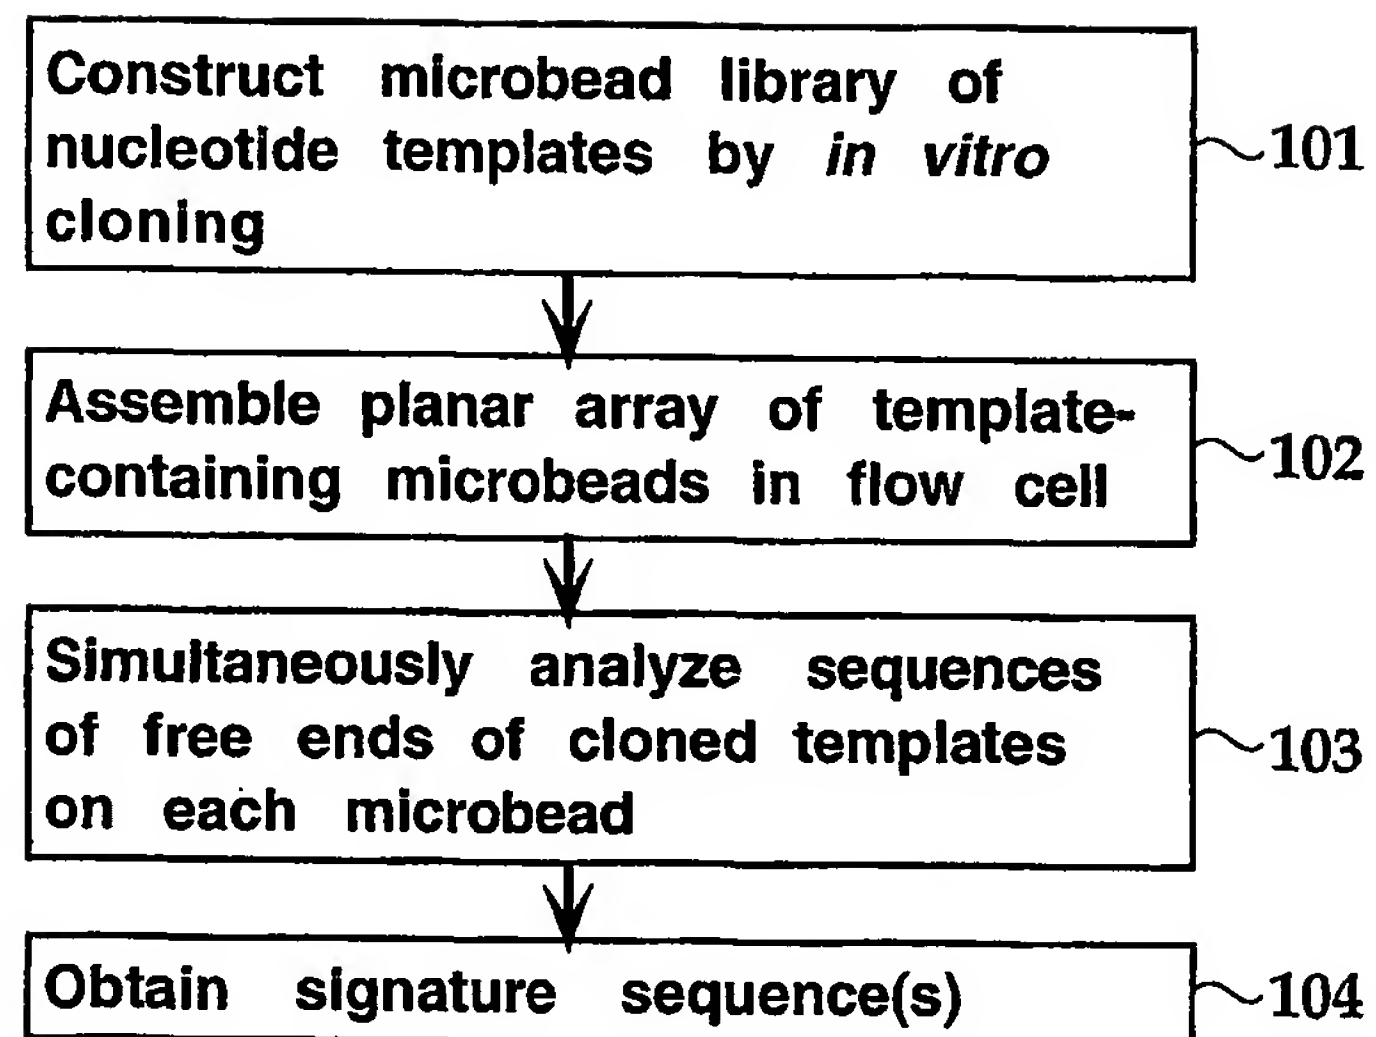 Construct microbead library of
nucleotide templates by in vitro
cloning
101
Assemble planar array of template-
containing microbeads in flow cell
102
Simultaneously analyze sequences
of free ends of cloned templates
on each microbead
103
Obtain signature sequence(s)
104